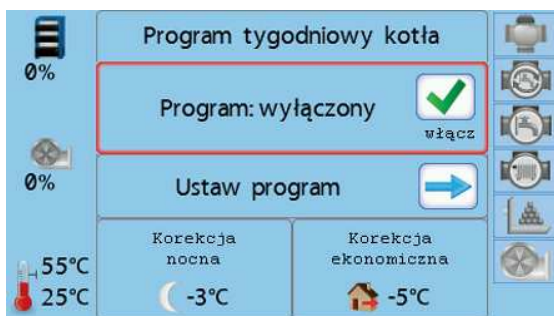 Program tygodniowy kotła
0%
Program: wyłączony
włącz
0%
Ustaw program
Korekcja
nocna
-3°C
Korekcja
ekonomiczna
-5°C
55°C
25°C